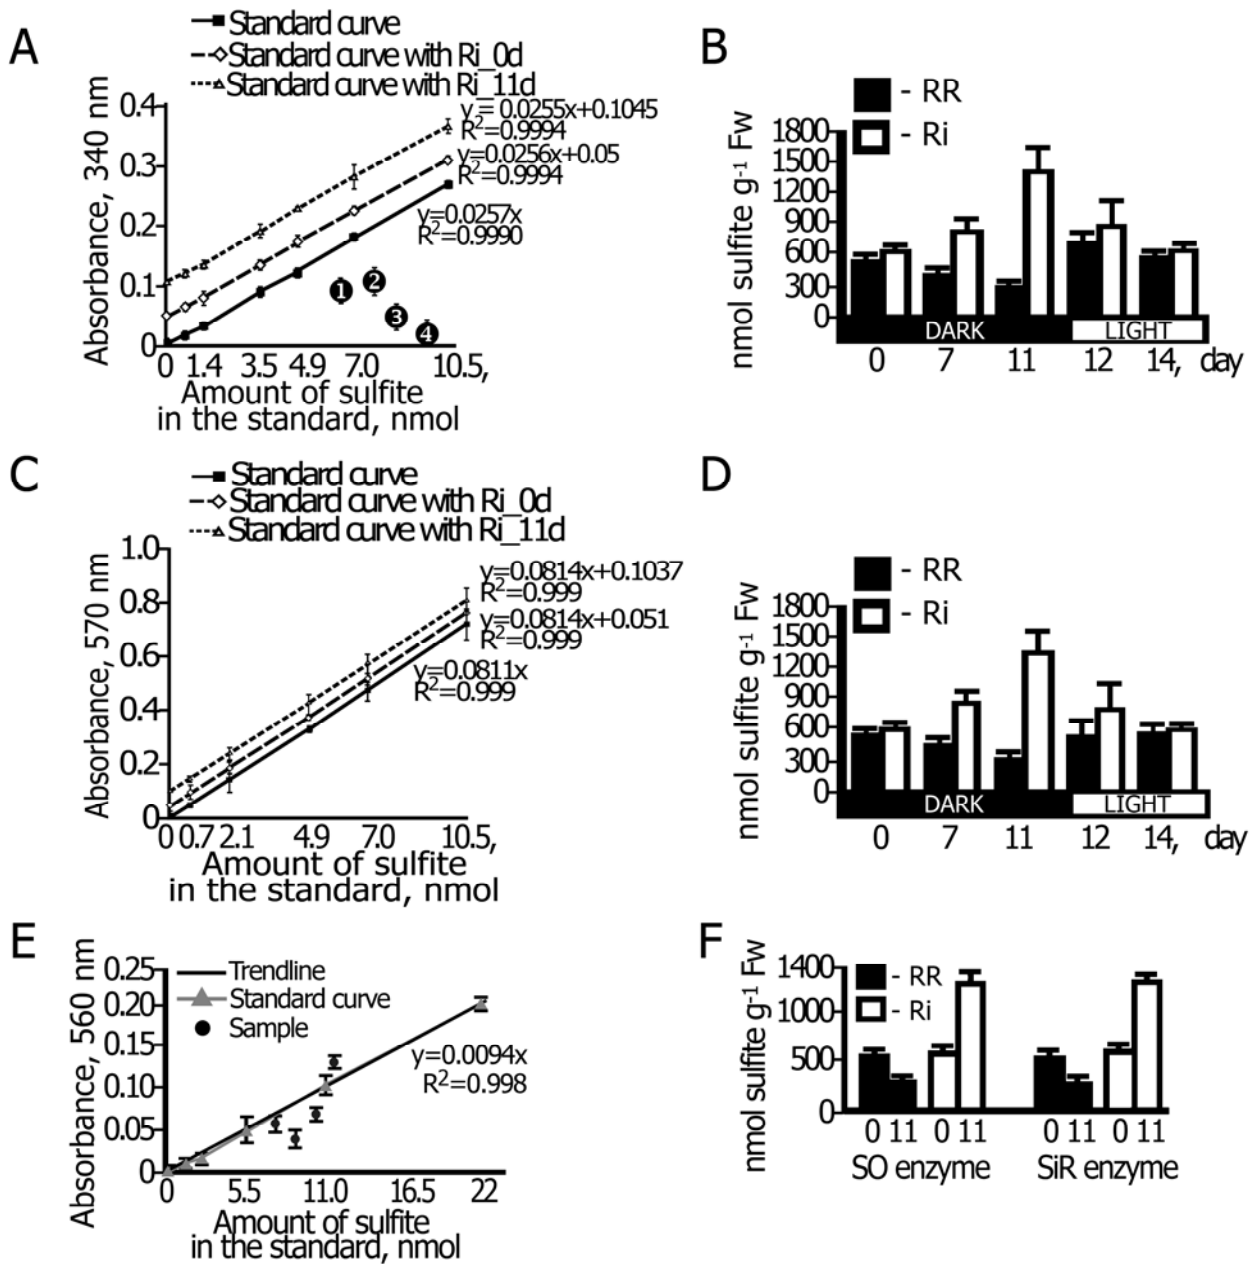 A
Standard curve
Standard curve with Ri_0d
Standard curve with Ri_11d
Absorbance, 340 nm
0.4
0.3
0.2
0.1
0
y = 0.0255x+0.1045
R2=0.9994
y=0.0256x+0.05
R2=0.9994
y=0.0257x
R2=0.9990
1
2
3
4
0 1.4 3.5 4.9 7.0 10.5,
Amount of sulfite
in the standard, nmol
B
- RR
- Ri
nmol sulfite g-1 Fw
1800
1500
1200
900
600
300
0
DARK LIGHT
0 7 11 12 14, day
C
Standard curve
Standard curve with Ri_0d
Standard curve with Ri_11d
Absorbance, 570 nm
1.0
0.8
0.6
0.4
0.2
0
y=0.0814x+0.1037
R2=0.999
y=0.0814x+0.051
R2=0.999
y=0.0811x
R2=0.999
0 0.7 2.1 4.9 7.0 10.5,
Amount of sulfite
in the standard, nmol
D
- RR
- Ri
nmol sulfite g-1 Fw
1800
1500
1200
900
600
300
0
DARK LIGHT
0 7 11 12 14, day
E
Trendline
Standard curve
Sample
Absorbance, 560 nm
0.25
0.20
0.15
0.10
0.05
0
y=0.0094x
R2=0.998
0 5.5 11.0 16.5 22
Amount of sulfite
in the standard, nmol
F
- RR
- Ri
nmol sulfite g-1 Fw
1400
1000
500
0
0 11 0 11 0 11 0 11
SO enzyme SiR enzyme